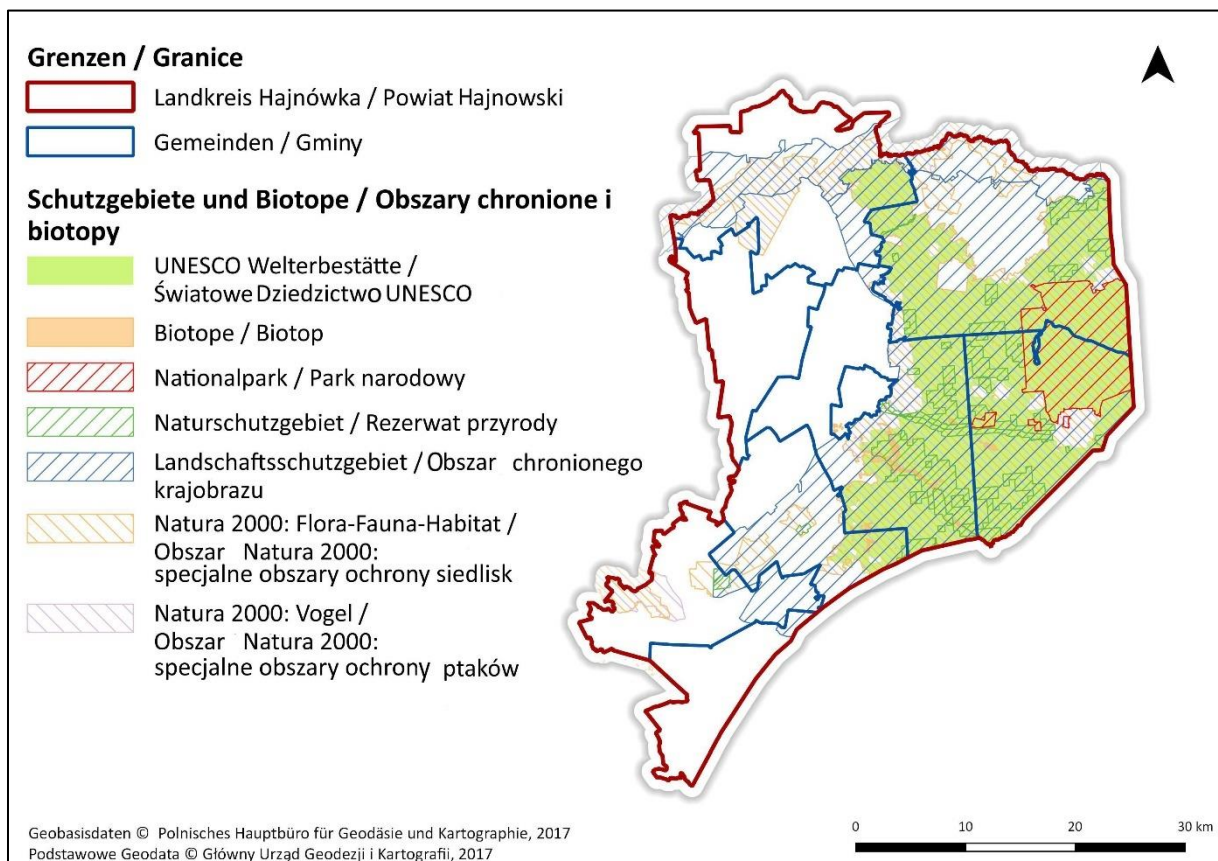 Grenzen / Granice
Landkreis Hajnówka / Powiat Hajnowski
Gemeinden / Gminy
Schutzgebiete und Biotope / Obszary chronione i
biotopy
UNESCO Welterbestätte /
Światowe Dziedzictwo UNESCO
Biotope / Biotop
Nationalpark / Park narodowy
Naturschutzgebiet / Rezerwat przyrody
Landschaftsschutzgebiet / Obszar chronionego
krajobrazu
Natura 2000: Flora-Fauna-Habitat /
Obszar Natura 2000:
specjalne obszary ochrony siedlisk
Natura 2000: Vogel /
Obszar Natura 2000:
specjalne obszary ochrony ptaków
Geobasisdaten © Polnisches Hauptbüro für Geodäsie und Kartographie, 2017
Podstawowe Geodata © Główny Urząd Geodezji i Kartografii, 2017
0 10 20 30 km